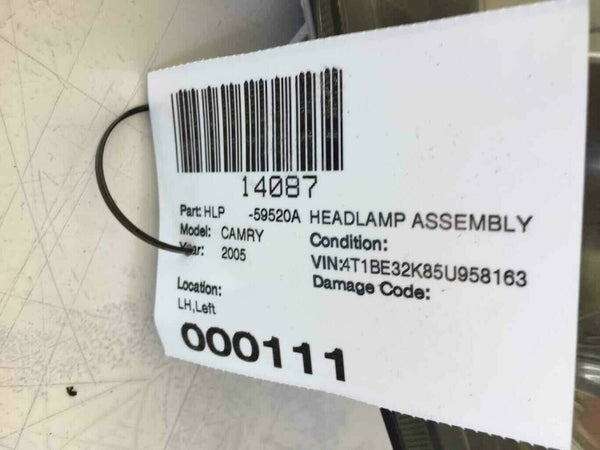 14087
Part: HLP -59520A HEADLAMP ASSEMBLY
Model: CAMRY Condition:
Year: 2005 VIN:4T1BE32K85U958163
Damage Code:
Location:
LH,Left
000111